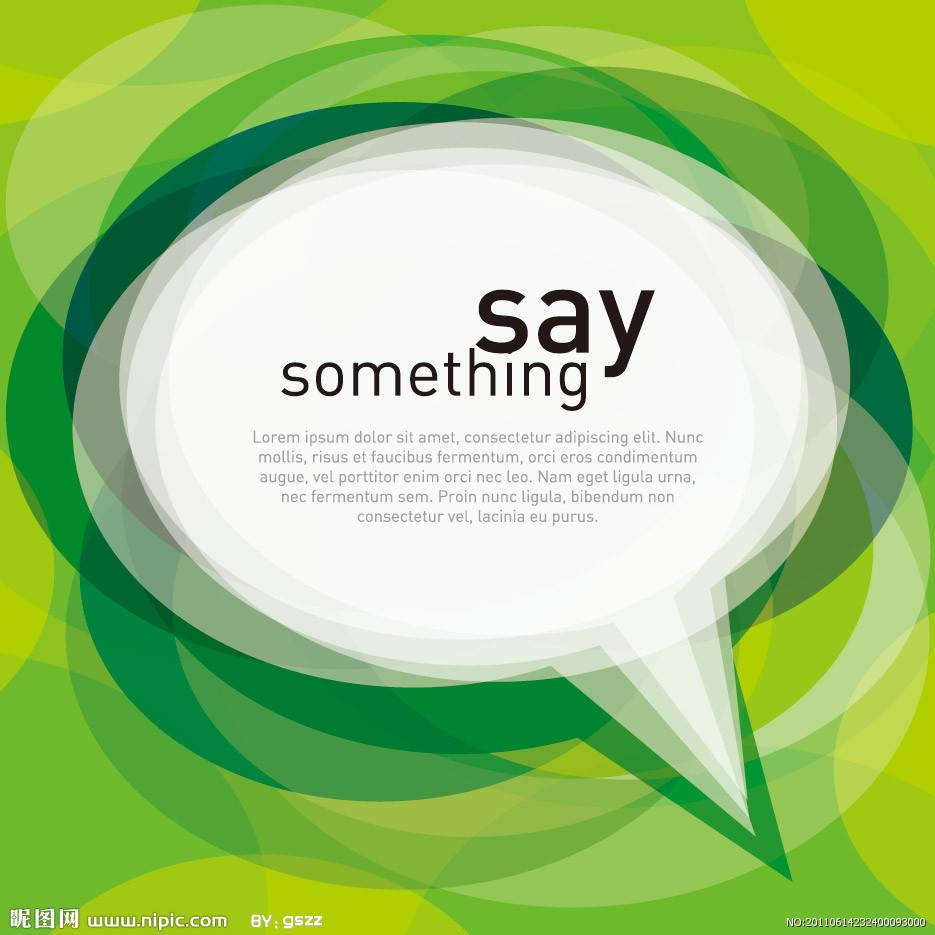 say
something
Lorem ipsum dolor sit amet, consectetur adipiscing elit. Nunc
mollis, risus et faucibus fermentum, orci eros condimentum
augue, vel porttitor enim orci nec leo. Nam eget ligula urna,
nec fermentum sem. Proin nunc ligula, bibendum non
consectetur vel, lacinia eu purus.
昵图网 www.nipic.com BY:gszz NO:20110614232400093000